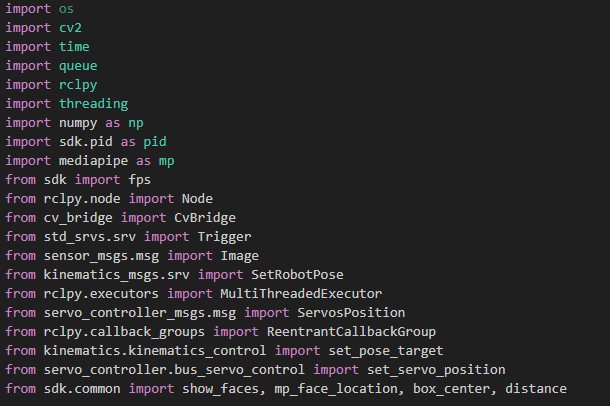 import os
import cv2
import time
import queue
import rclpy
import threading
import numpy as np
import sdk.pid as pid
import mediapipe as mp
from sdk import fps
from rclpy.node import Node
from cv_bridge import CvBridge
from std_srvs.srv import Trigger
from sensor_msgs.msg import Image
from kinematics_msgs.srv import SetRobotPose
from rclpy.executors import MultiThreadedExecutor
from servo_controller_msgs.msg import ServosPosition
from rclpy.callback_groups import ReentrantCallbackGroup
from kinematics.kinematics_control import set_pose_target
from servo_controller.bus_servo_control import set_servo_position
from sdk.common import show_faces, mp_face_location, box_center, distance